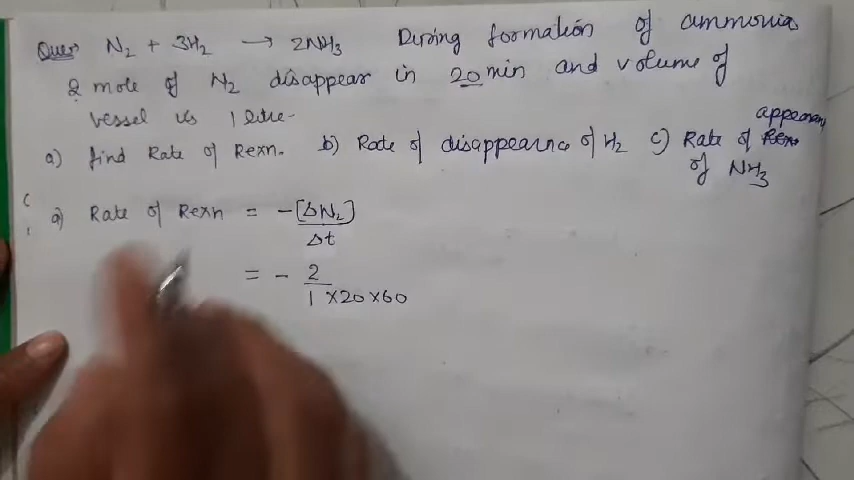 Ques N₂ + 3H₂ → 2NH₃ During formation of ammonia
2 mole of N₂ disappear in 20 min and volume of
vessel is 1 litre.
a) find Rate of Rexn. b) Rate of disappearance of H₂ c) Rate of appearance
of NH₃
a) Rate of Rexn = -[ΔN₂]/Δt
= - 2/1×20×60